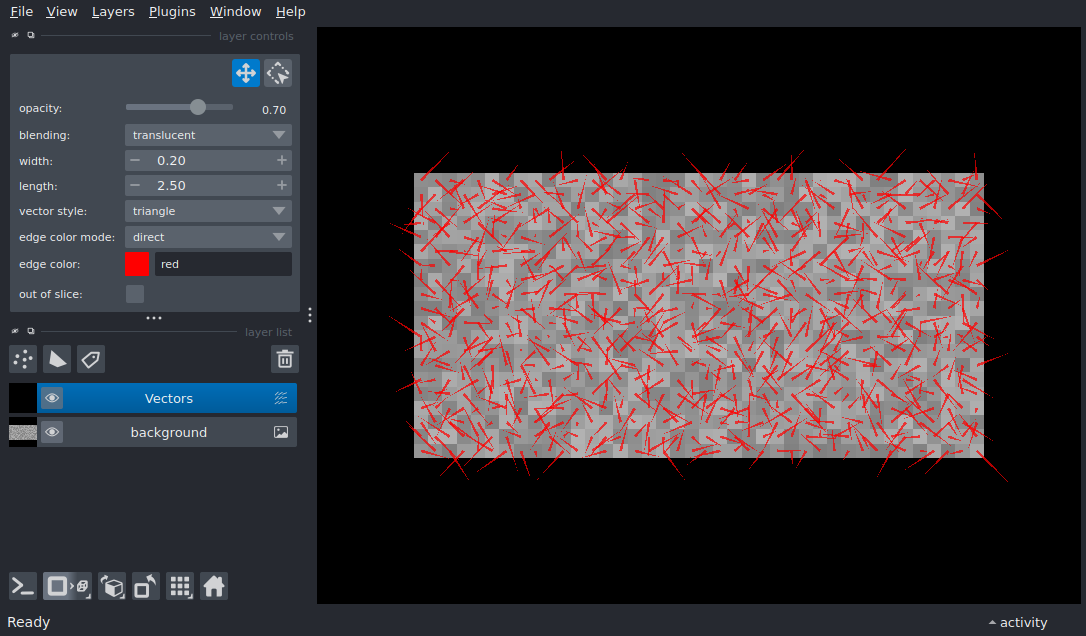 File View Layers Plugins Window Help
layer controls
opacity: 0.70
blending: translucent
width: 0.20
length: 2.50
vector style: triangle
edge color mode: direct
edge color: red
out of slice:
layer list
Vectors
background
Ready
activity